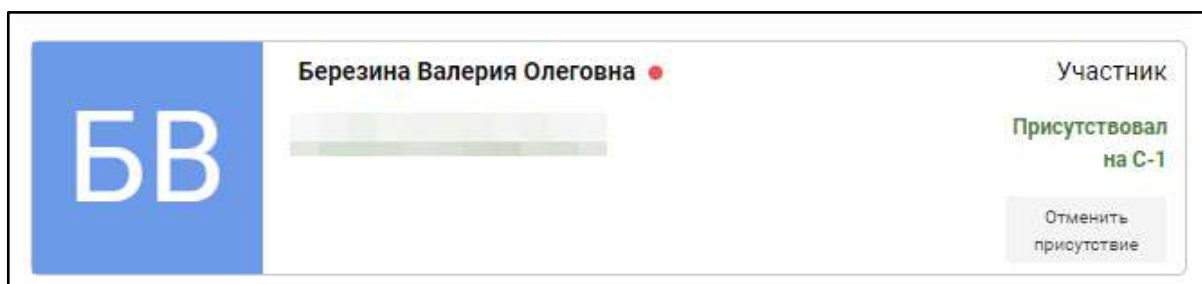 БВ
Березина Валерия Олеговна
Участник
Присутствовал
на С-1
Отменить
присутствие